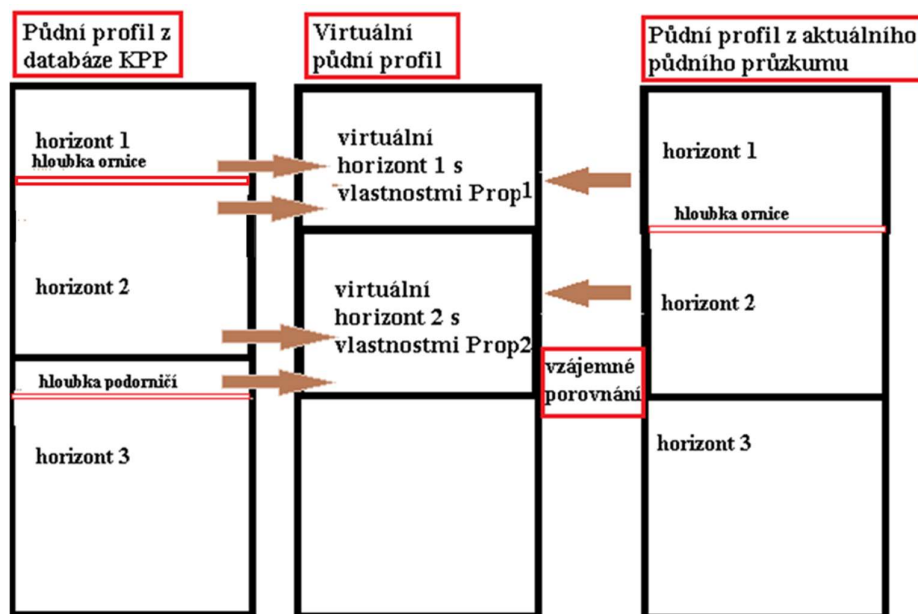 Půdní profil z
databáze KPP
horizont 1
hloubka ornice
horizont 2
hloubka podorničí
horizont 3
Virtuální
půdní profil
virtuální
horizont 1 s
vlastnostmi Prop1
virtuální
horizont 2 s
vlastnostmi Prop2
vzájemné
porovnání
Půdní profil z aktuálního
půdního průzkumu
horizont 1
hloubka ornice
horizont 2
horizont 3